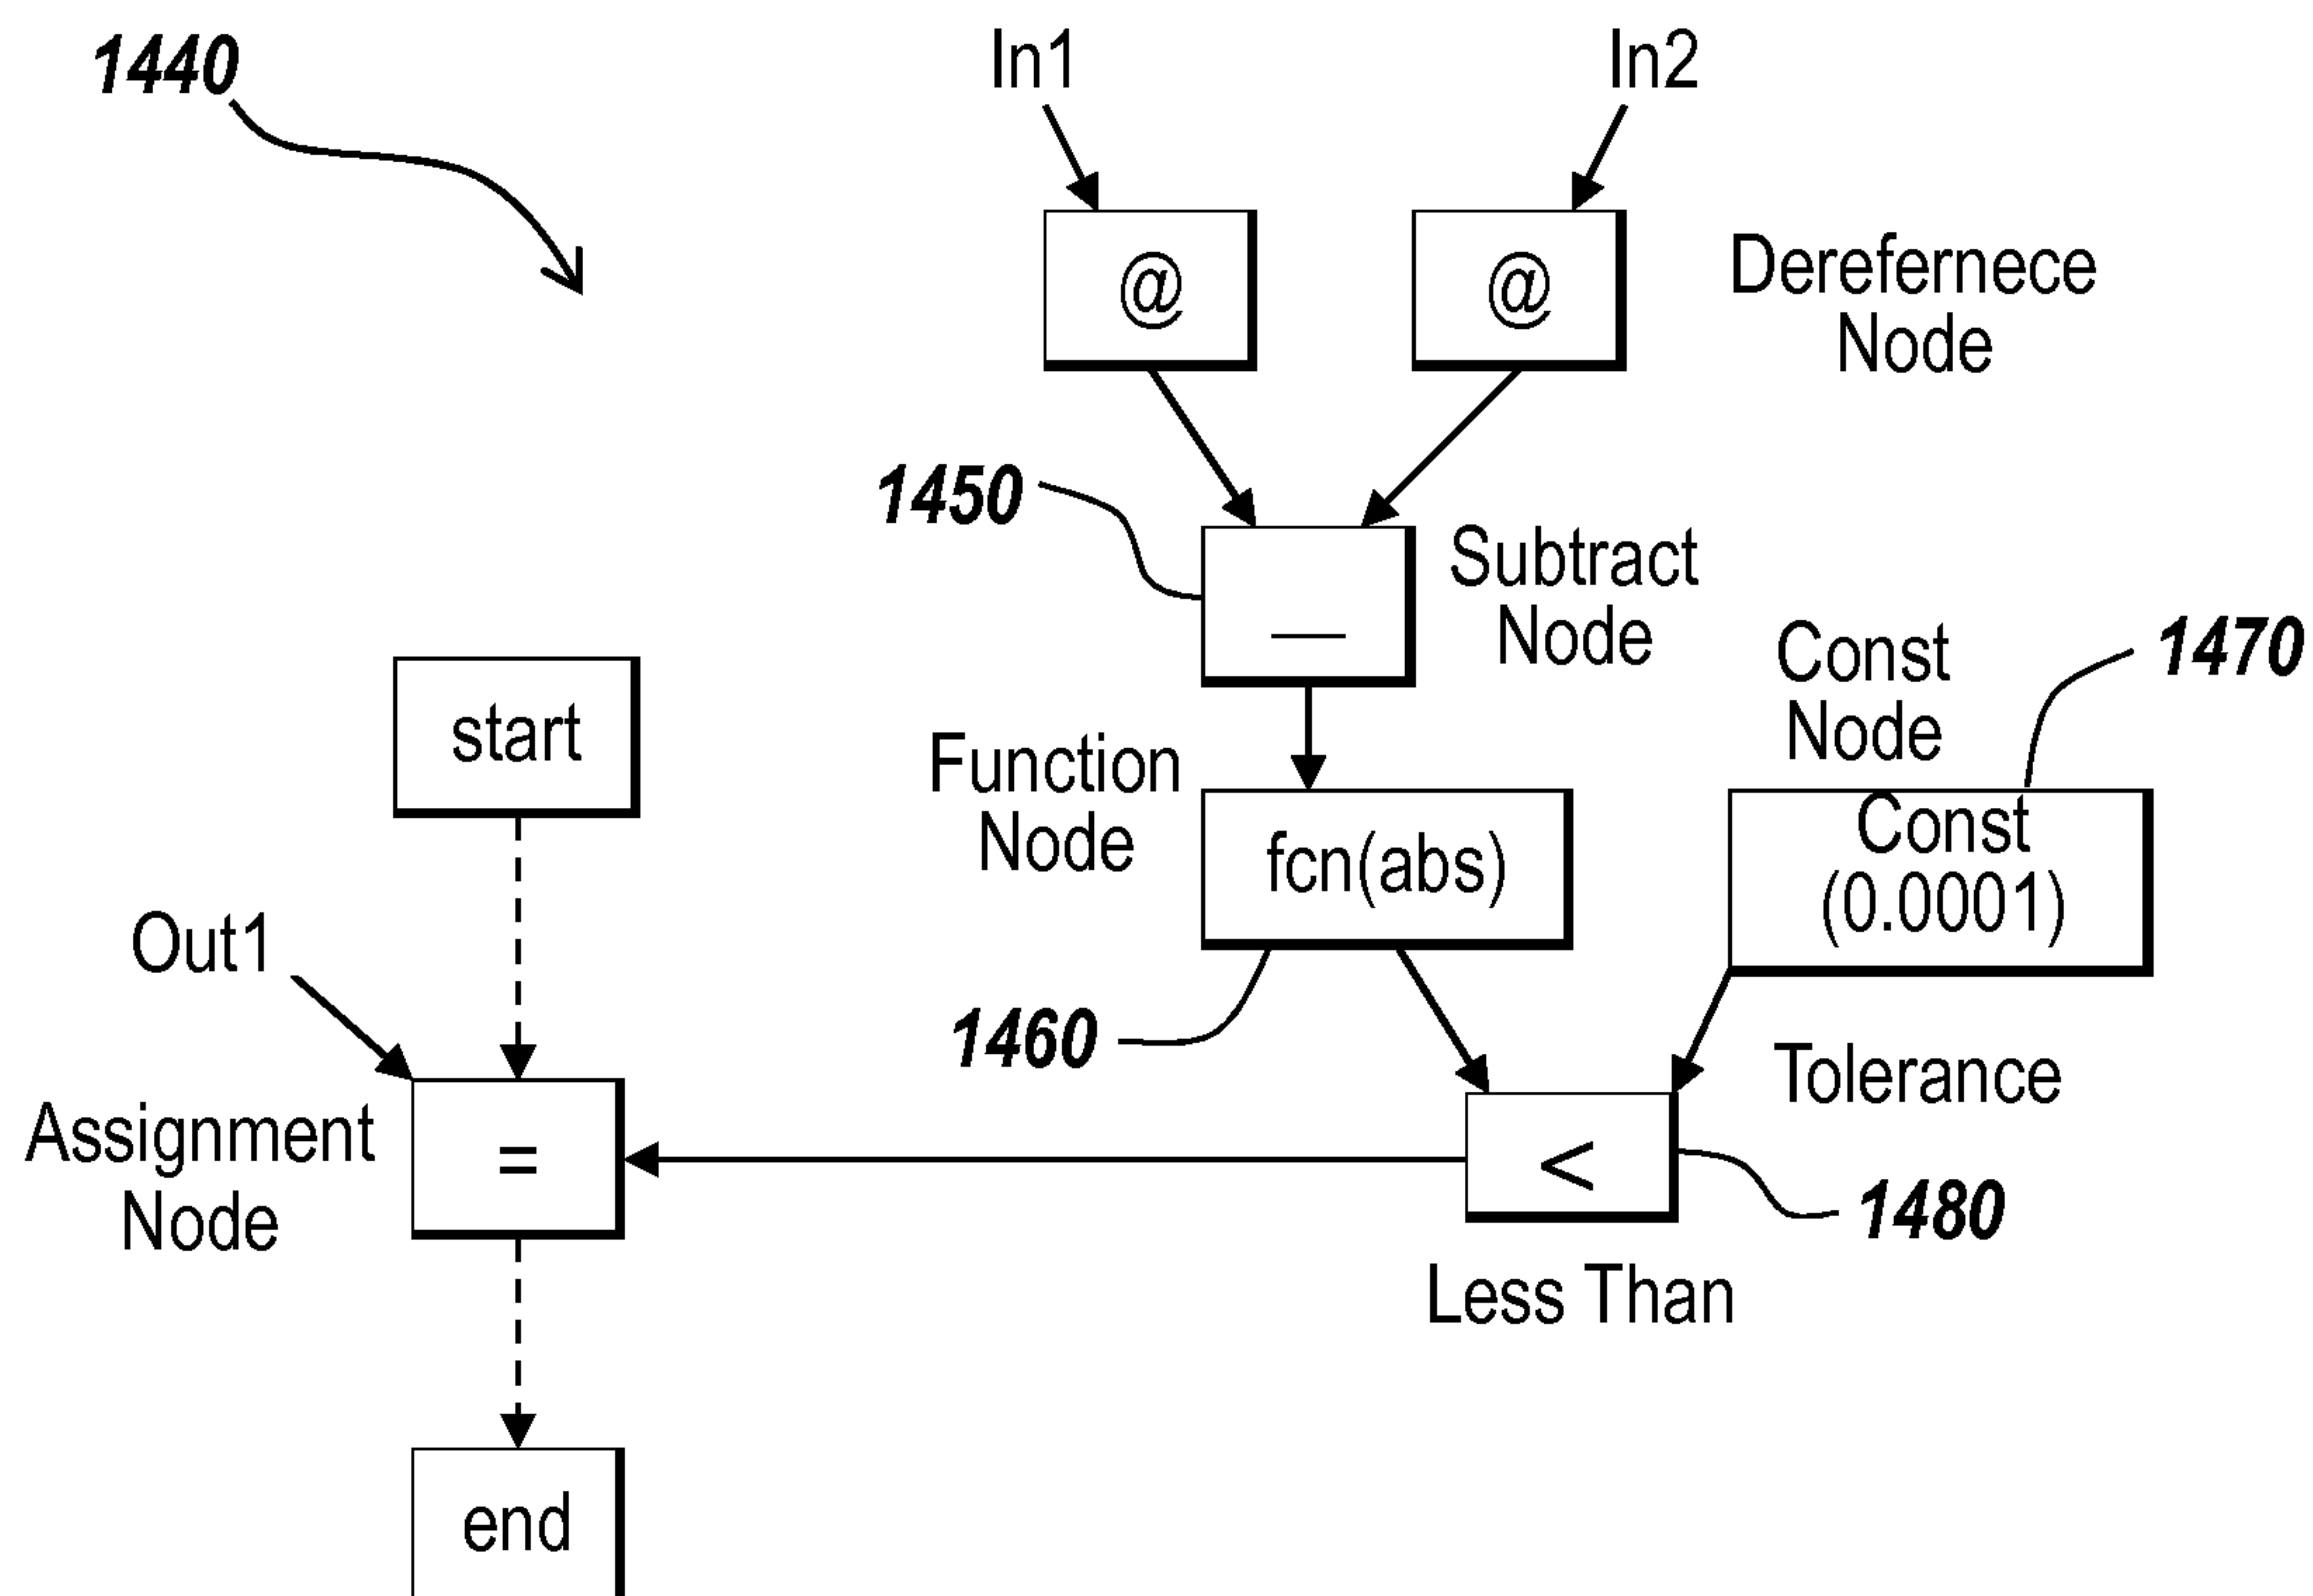 1440
In1
In2
@
@
Derefernece
Node
1450
—
Subtract
Node
Const
Node
1470
start
Function
Node
fcn(abs)
Const
(0.0001)
Out1
1460
Tolerance
Assignment
Node
=
<
1480
Less Than
end